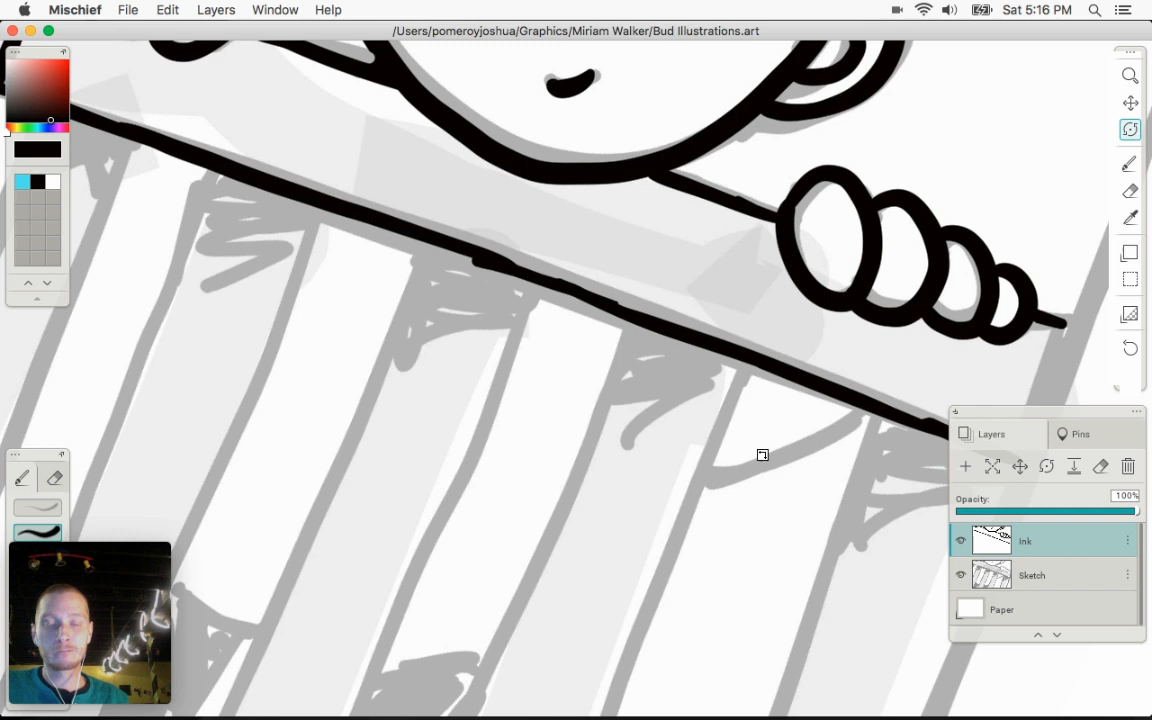 Mischief File Edit Layers Window Help Sat 5:16 PM
/Users/pomeroyjoshua/Graphics/Miriam Walker/Bud Illustrations.art
Layers Pins
Opacity: 100%
Ink
Sketch
Paper